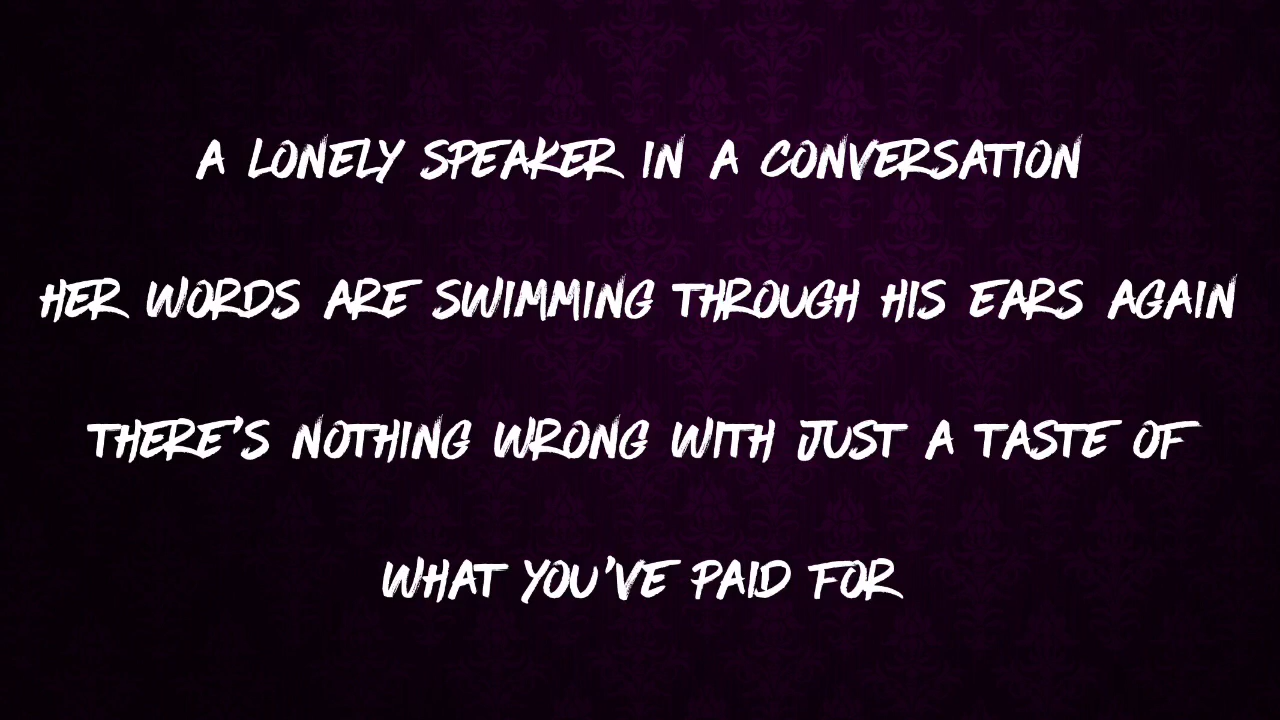 A LONELY SPEAKER IN A CONVERSATION
HER WORDS ARE SWIMMING THROUGH HIS EARS AGAIN
THERE'S NOTHING WRONG WITH JUST A TASTE OF
WHAT YOU'VE PAID FOR